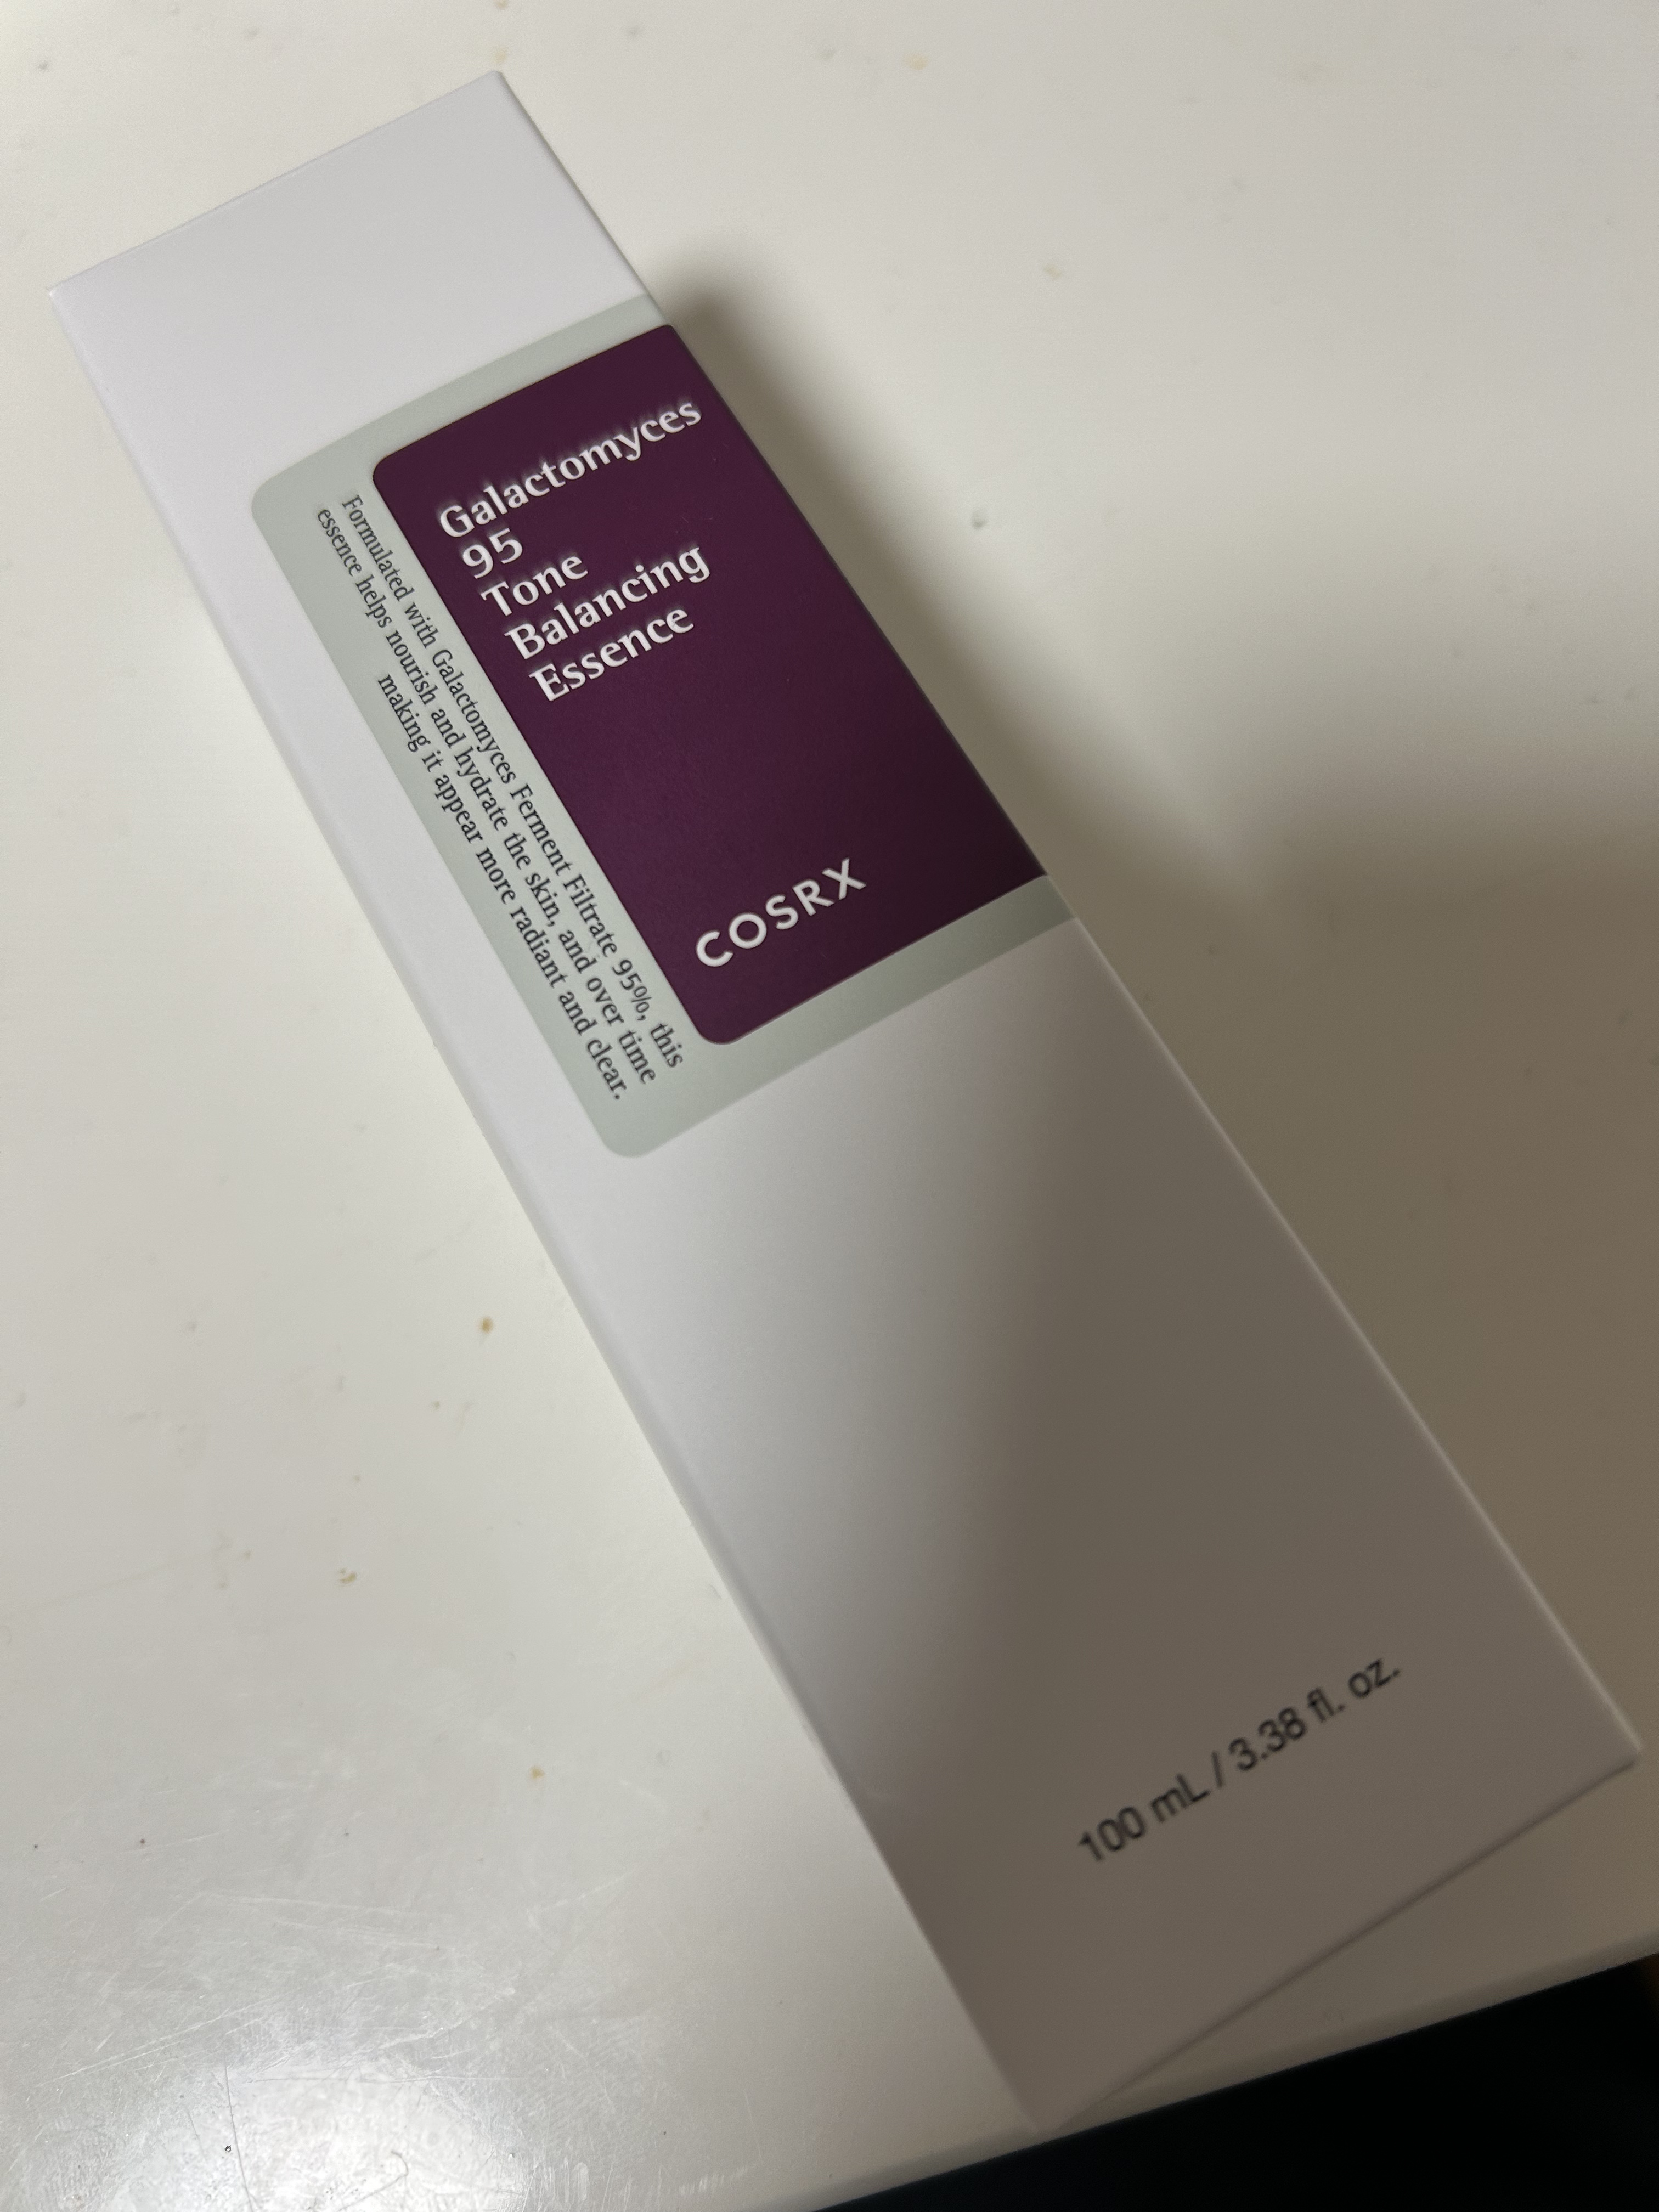 Galactomyces
95
Tone
Balancing
Essence
COSRX
Formulated with Galactomyces Ferment Filtrate 95%, this
essence helps nourish and hydrate the skin, and over time
making it appear more radiant and clear.
100 mL / 3.38 fl. oz.